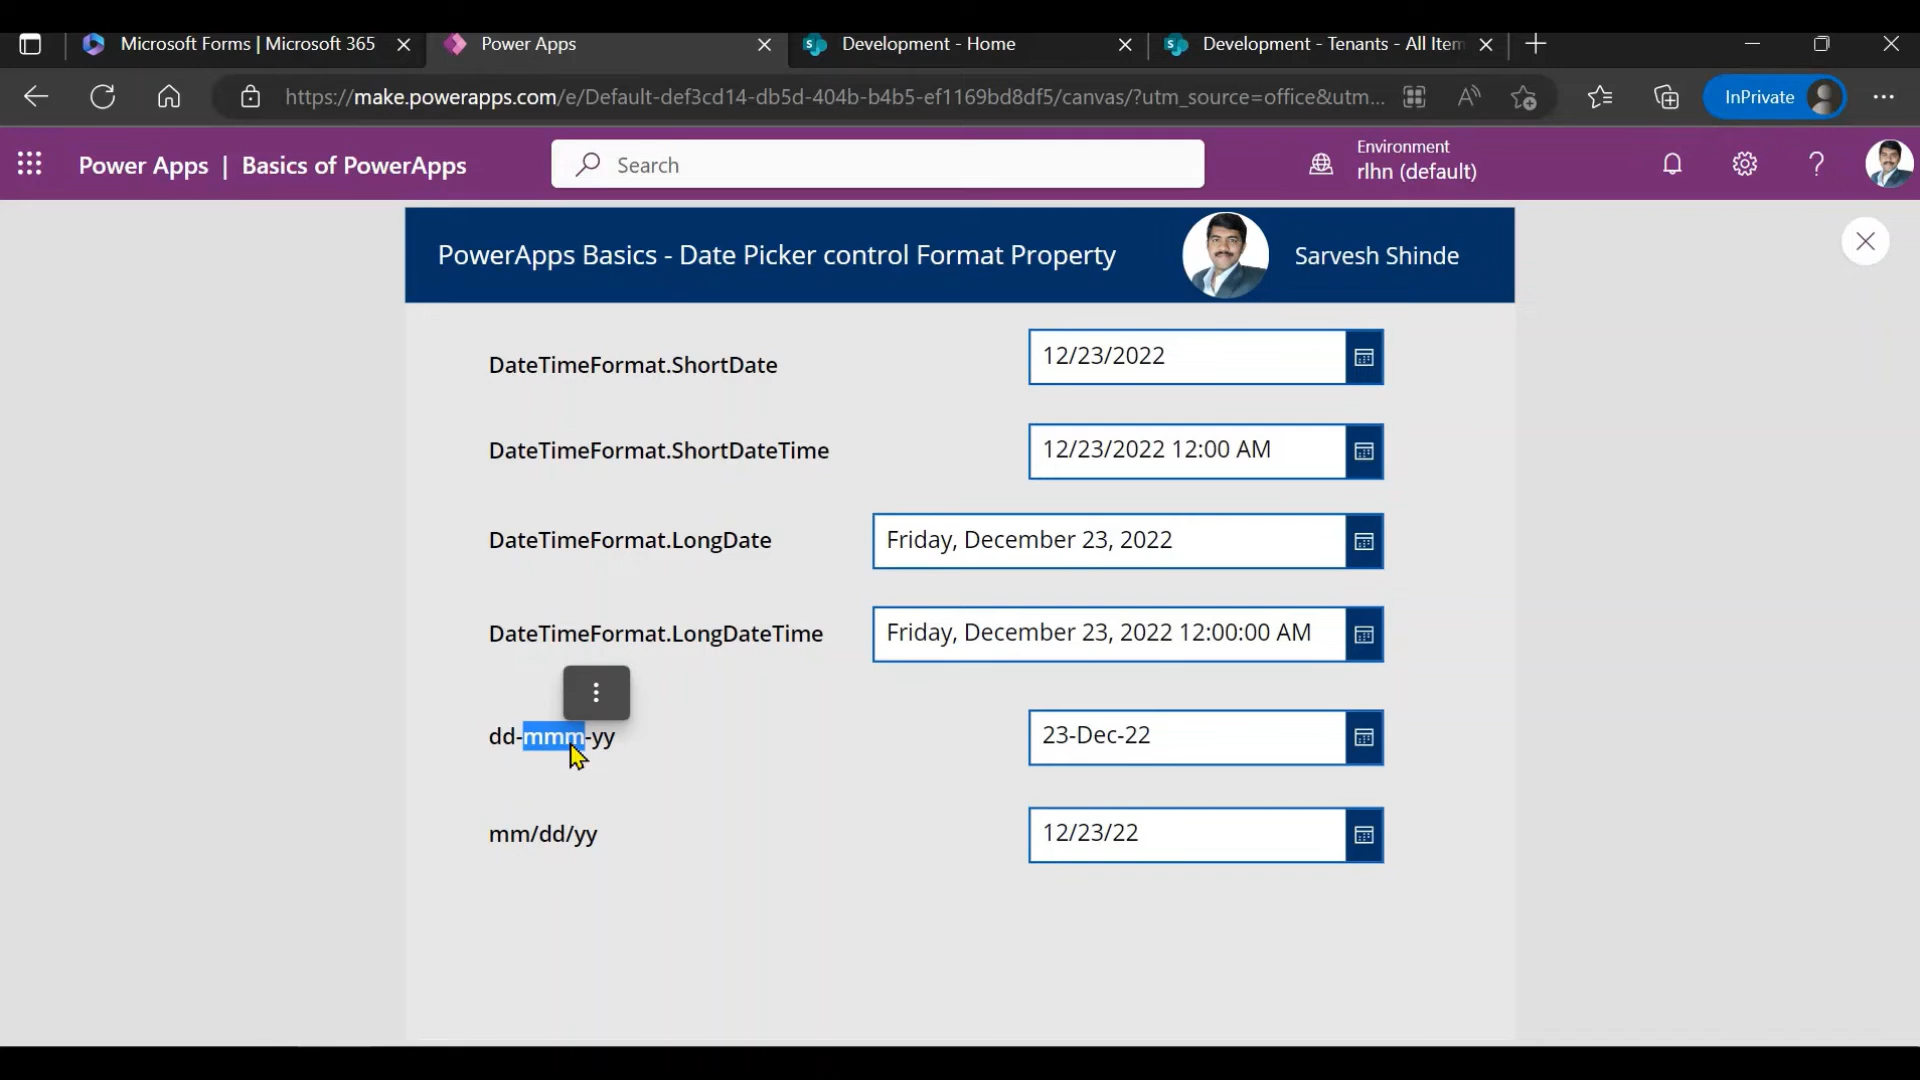 Microsoft Forms | Microsoft 365
Power Apps
Development - Home
Development - Tenants - All Item
https://make.powerapps.com/e/Default-def3cd14-db5d-404b-b4b5-ef1169bd8df5/canvas/?utm_source=office&utm...
InPrivate
Power Apps | Basics of PowerApps
Search
Environment
rlhn (default)
PowerApps Basics - Date Picker control Format Property
Sarvesh Shinde
DateTimeFormat.ShortDate
12/23/2022
DateTimeFormat.ShortDateTime
12/23/2022 12:00 AM
DateTimeFormat.LongDate
Friday, December 23, 2022
DateTimeFormat.LongDateTime
Friday, December 23, 2022 12:00:00 AM
dd-mmm-yy
23-Dec-22
mm/dd/yy
12/23/22